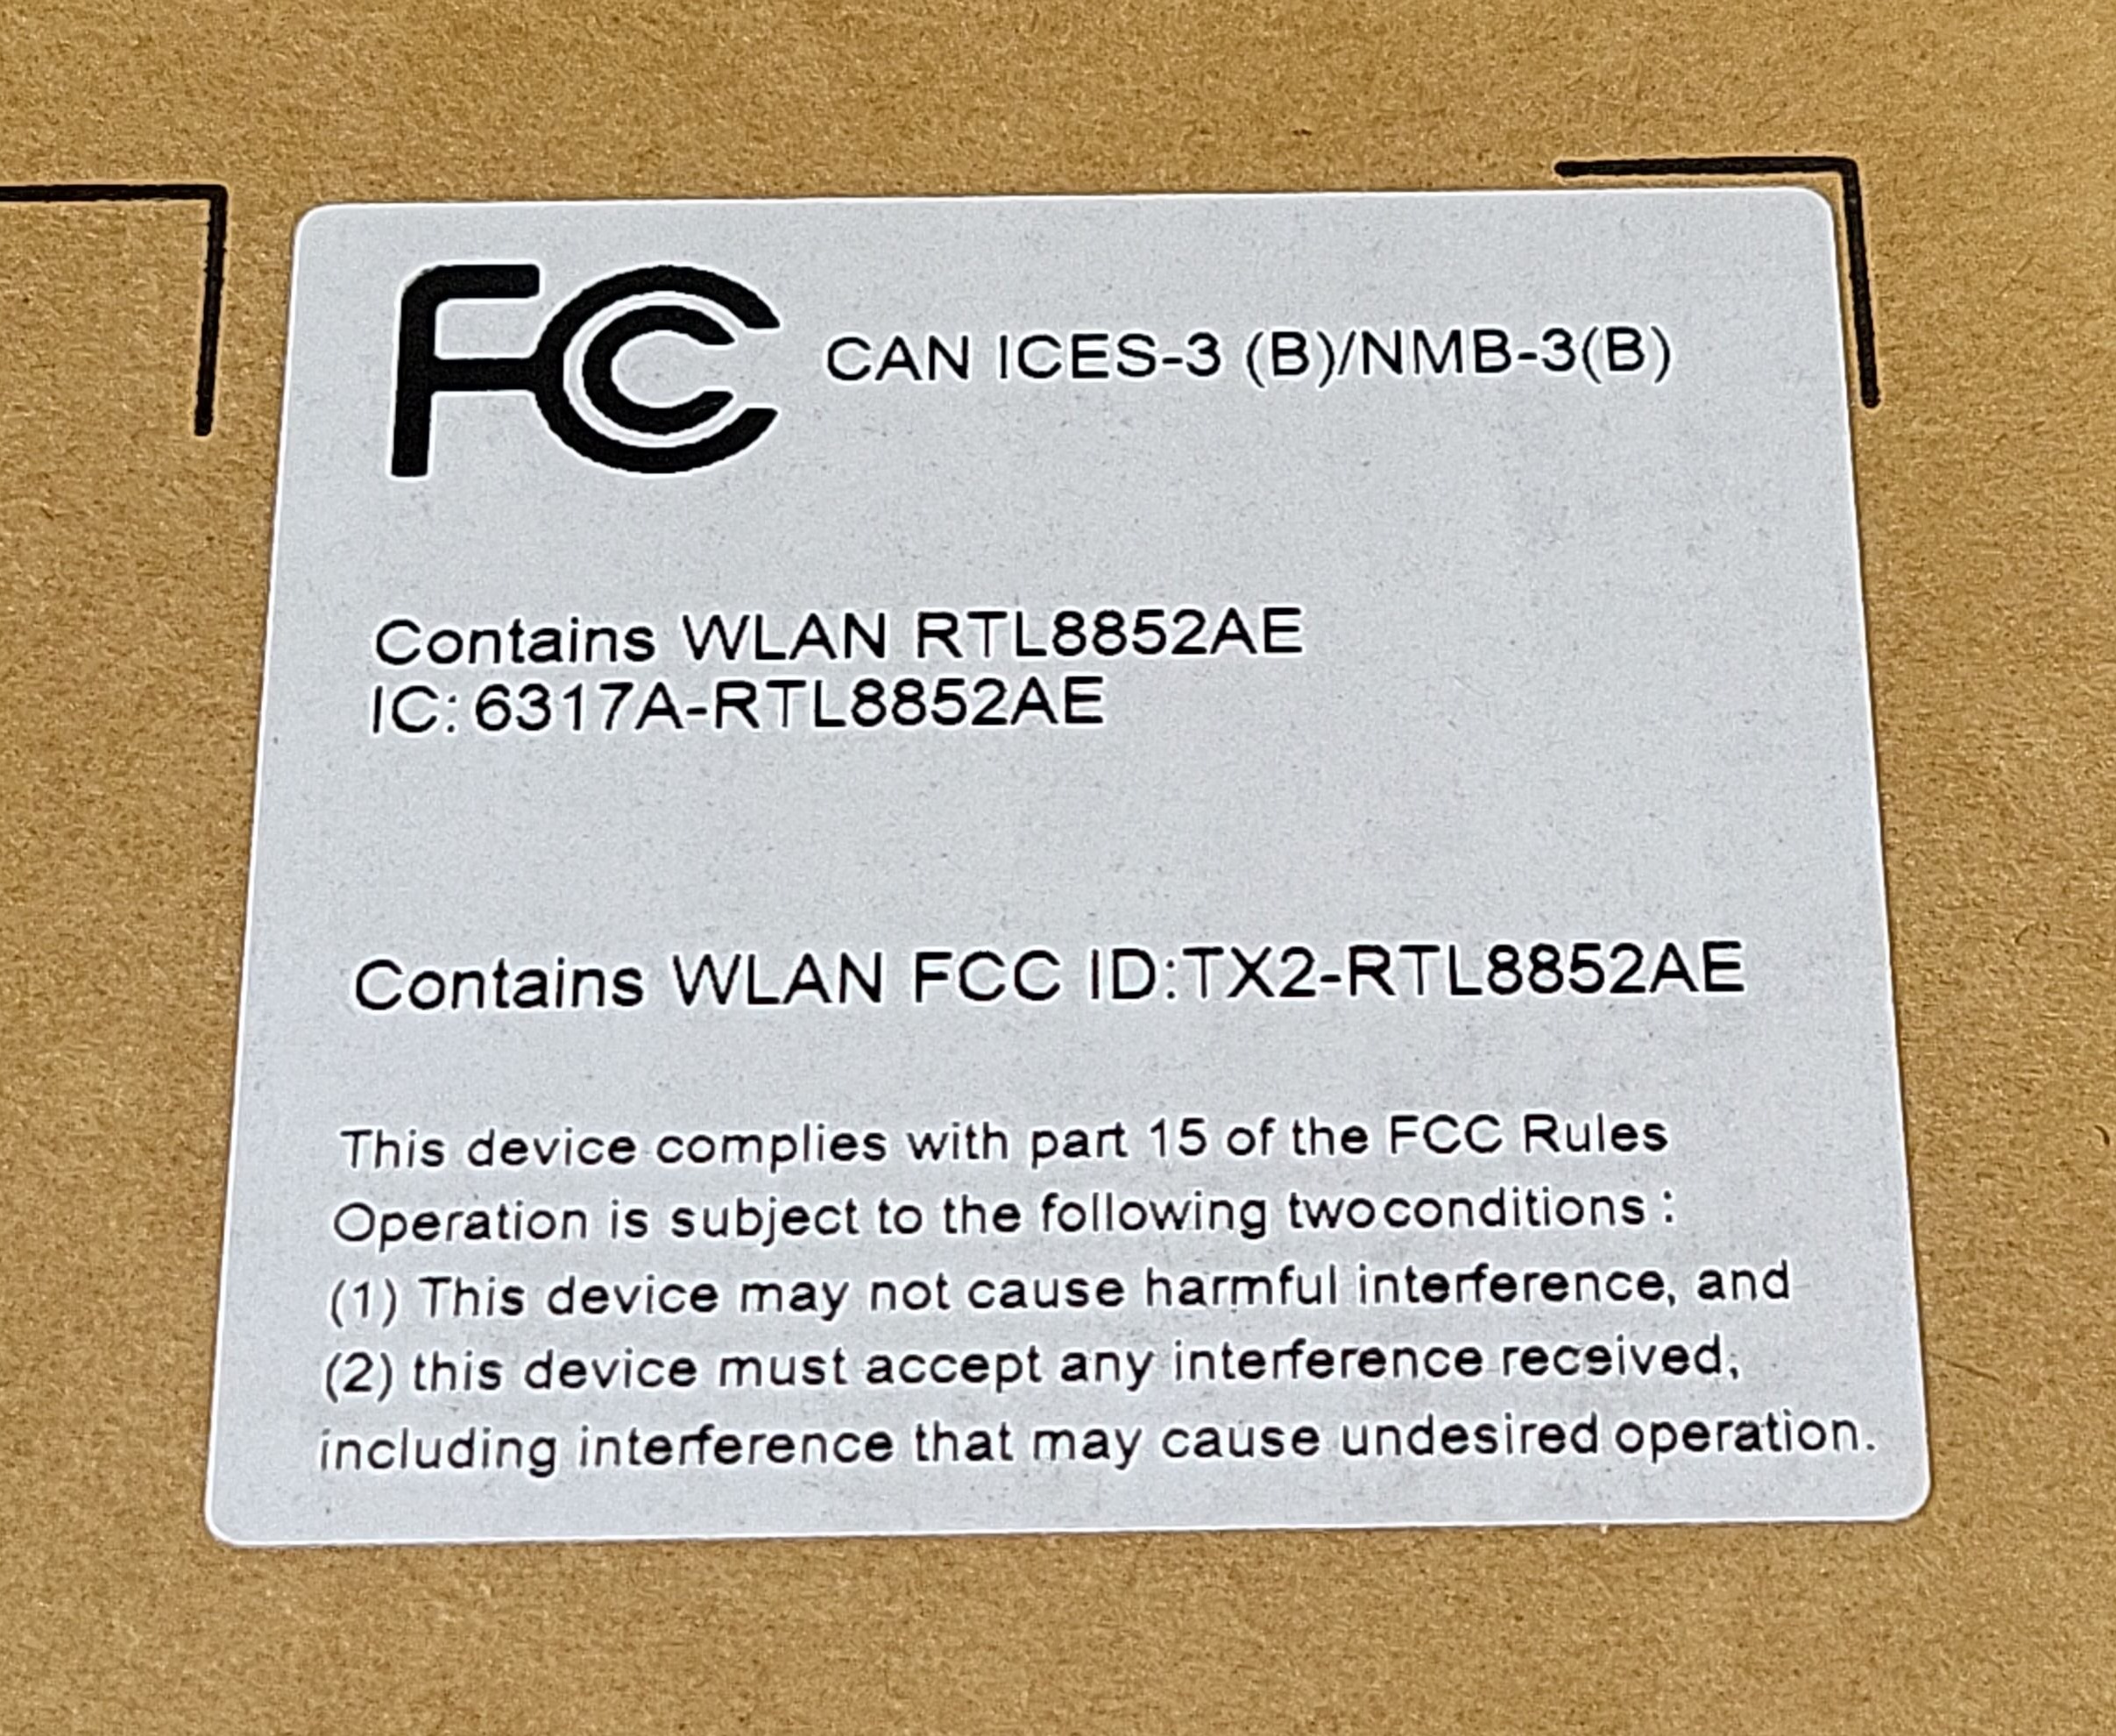 FC CAN ICES-3 (B)/NMB-3(B)
Contains WLAN RTL8852AE
IC: 6317A-RTL8852AE
Contains WLAN FCC ID:TX2-RTL8852AE
This device complies with part 15 of the FCC Rules
Operation is subject to the following twoconditions :
(1) This device may not cause harmful interference, and
(2) this device must accept any interference received,
including interference that may cause undesired operation.